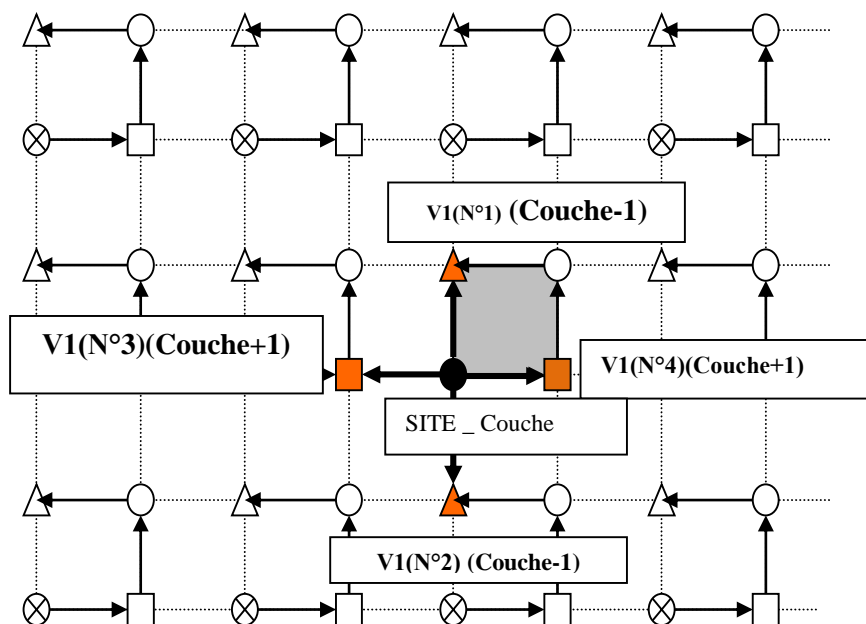 V1(N°1) (Couche-1)
V1(N°3)(Couche+1)
V1(N°4)(Couche+1)
SITE _ Couche
V1(N°2) (Couche-1)